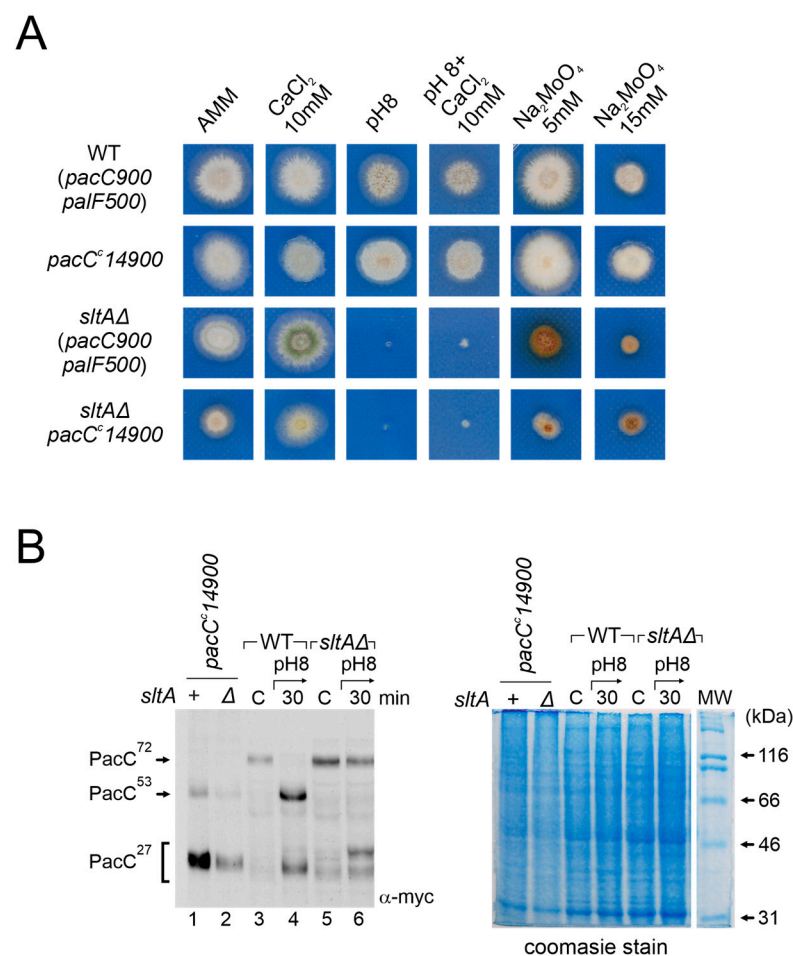 A
AMM
CaCl₂
10mM
pH8
pH 8+
CaCl₂
10mM
Na₂MoO₄
5mM
Na₂MoO₄
15mM
WT
(pacC900
palF500)
pacCᶜ14900
sltAΔ
(pacC900
palF500)
sltAΔ
pacCᶜ14900
B
pacCᶜ14900
WT
sltAΔ
pH8
pH8
sltA + Δ C 30 C 30 min
PacC⁷²
PacC⁵³
PacC²⁷
α-myc
1 2 3 4 5 6
pacCᶜ14900
WT
sltAΔ
pH8
pH8
sltA + Δ C 30 C 30 MW
(kDa)
116
66
46
31
coomasie stain